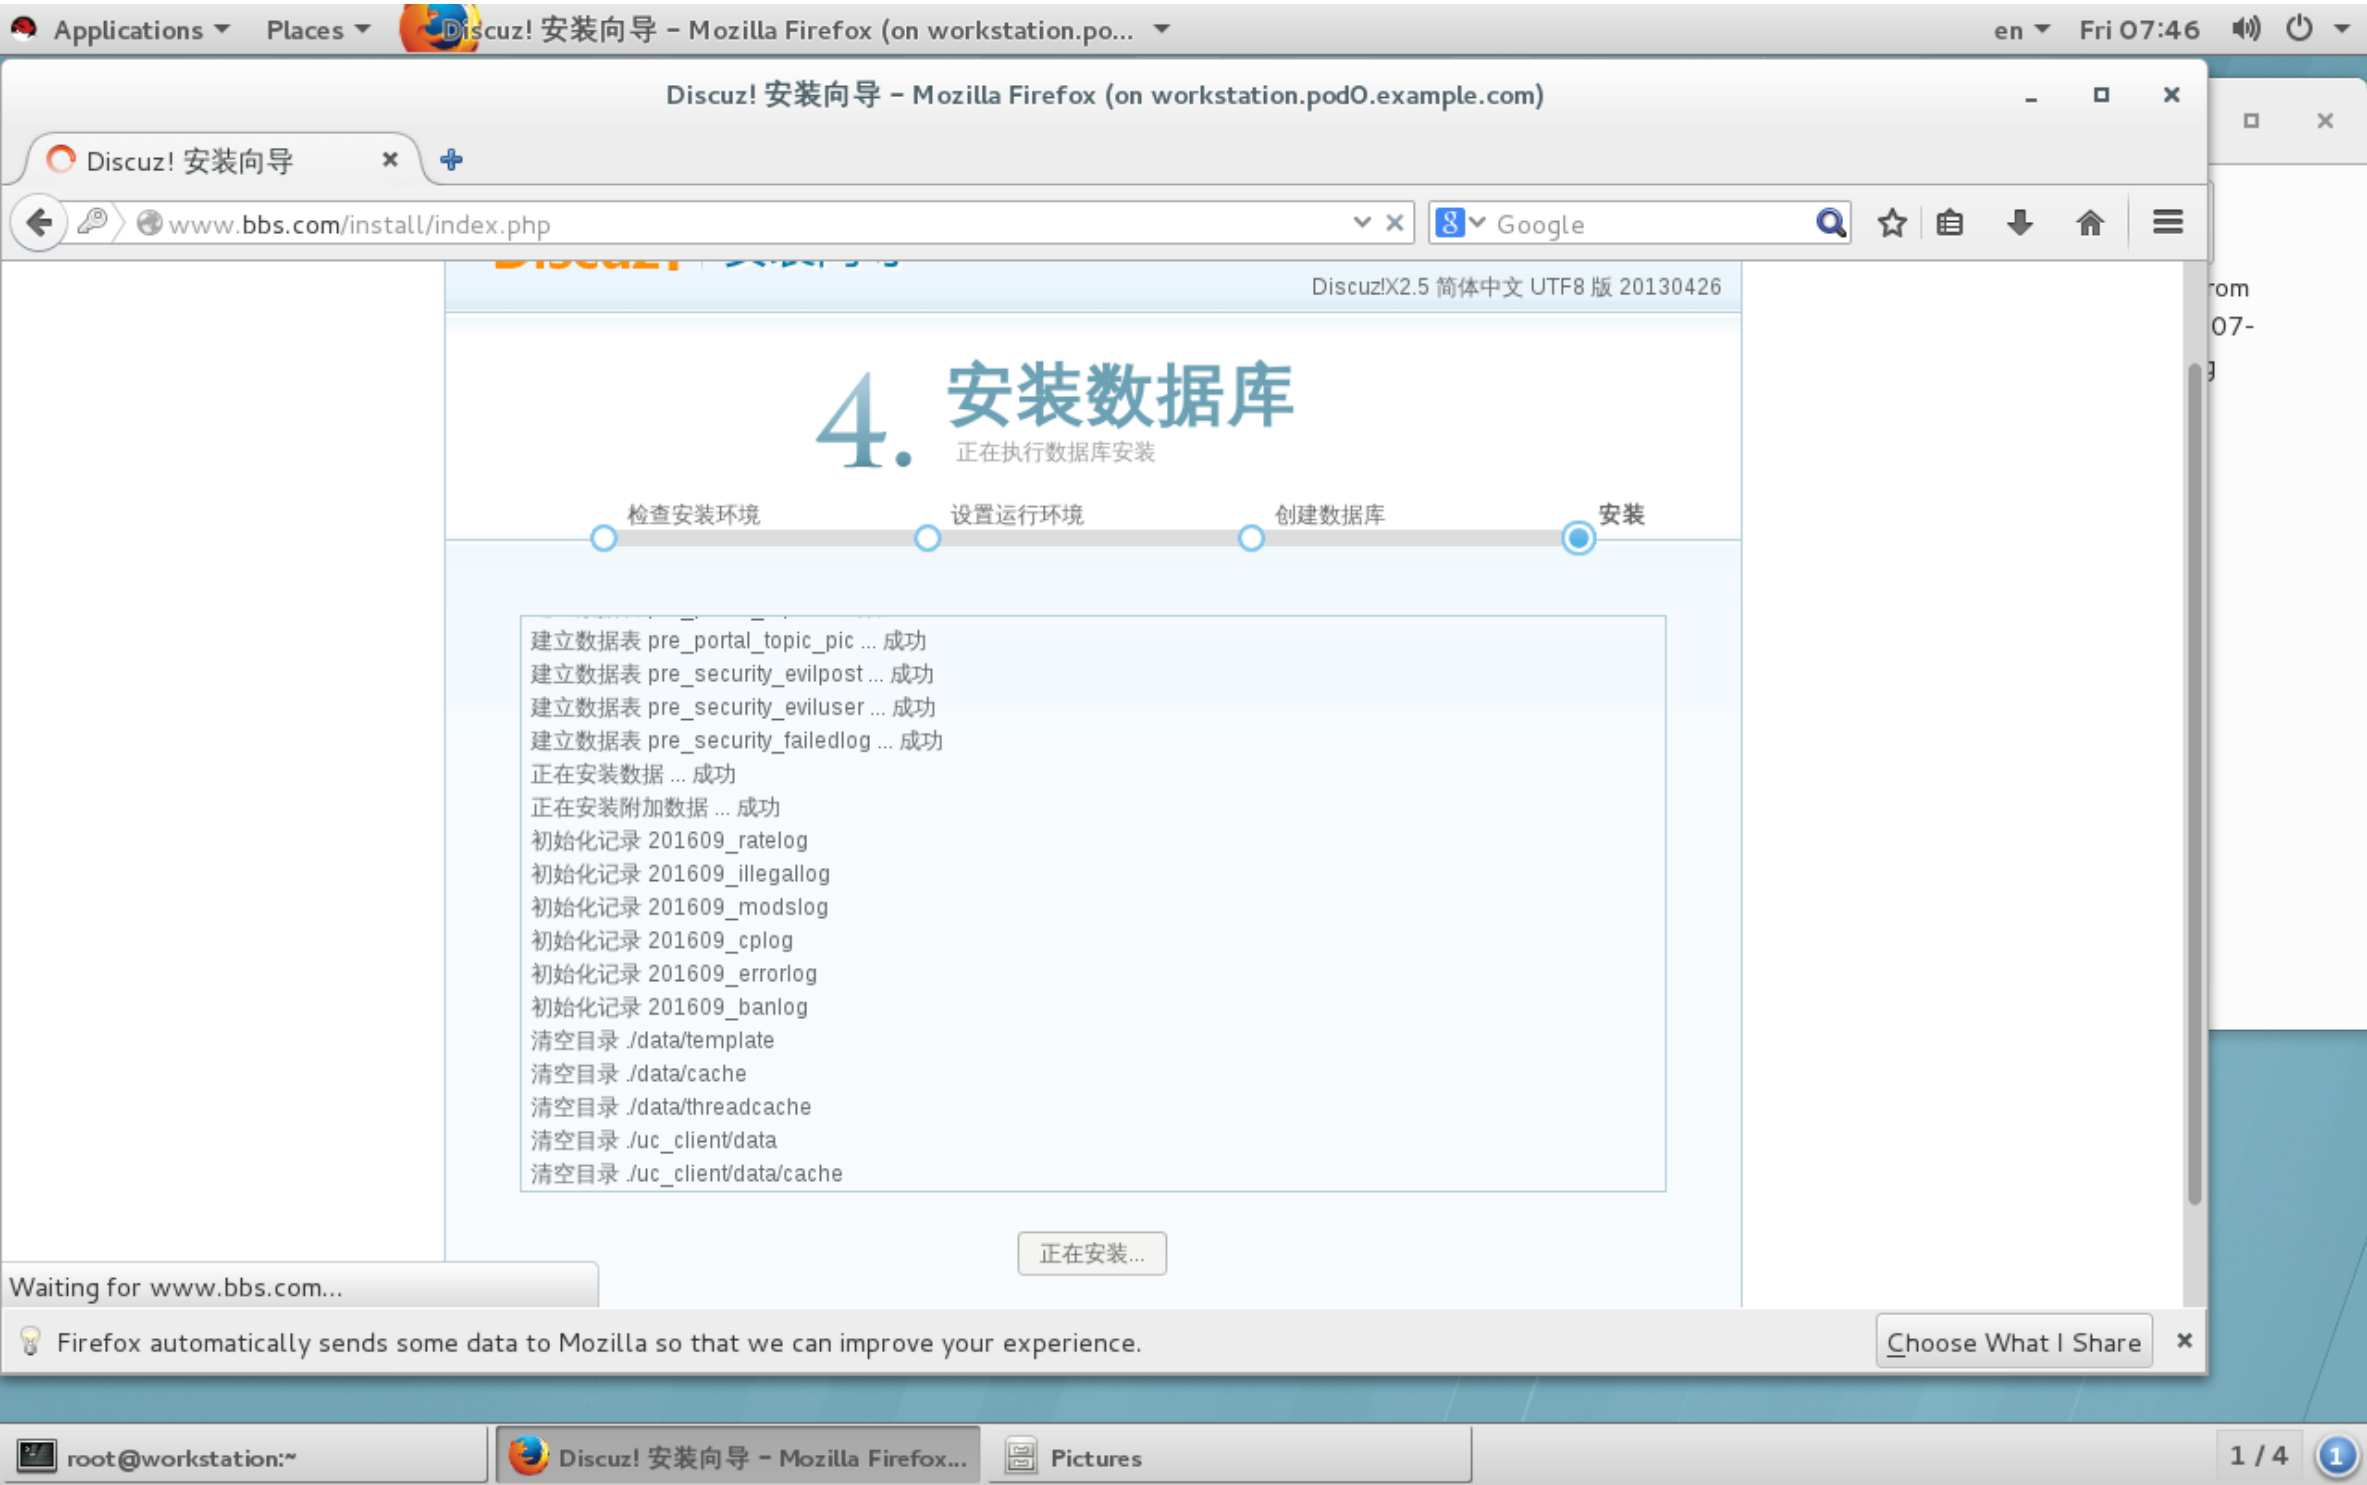 Applications Places Discuz! 安装向导 - Mozilla Firefox (on workstation.po... en Fri 07:46
Discuz! 安装向导 - Mozilla Firefox (on workstation.pod0.example.com)
Discuz! 安装向导
www.bbs.com/install/index.php Google
Discuz! 安装向导
Discuz!X2.5 简体中文 UTF8 版 20130426
rom
07-
g
4. 安装数据库
正在执行数据库安装
检查安装环境 设置运行环境 创建数据库 安装
建立数据表 pre_portal_topic_pic ... 成功
建立数据表 pre_security_evilpost ... 成功
建立数据表 pre_security_eviluser ... 成功
建立数据表 pre_security_failedlog ... 成功
正在安装数据 ... 成功
正在安装附加数据 ... 成功
初始化记录 201609_ratelog
初始化记录 201609_illegallog
初始化记录 201609_modslog
初始化记录 201609_cplog
初始化记录 201609_errorlog
初始化记录 201609_banlog
清空目录 ./data/template
清空目录 ./data/cache
清空目录 ./data/threadcache
清空目录 ./uc_client/data
清空目录 ./uc_client/data/cache
正在安装...
Waiting for www.bbs.com...
Firefox automatically sends some data to Mozilla so that we can improve your experience. Choose What I Share
root@workstation:~ Discuz! 安装向导 - Mozilla Firefox... Pictures 1 / 4 1